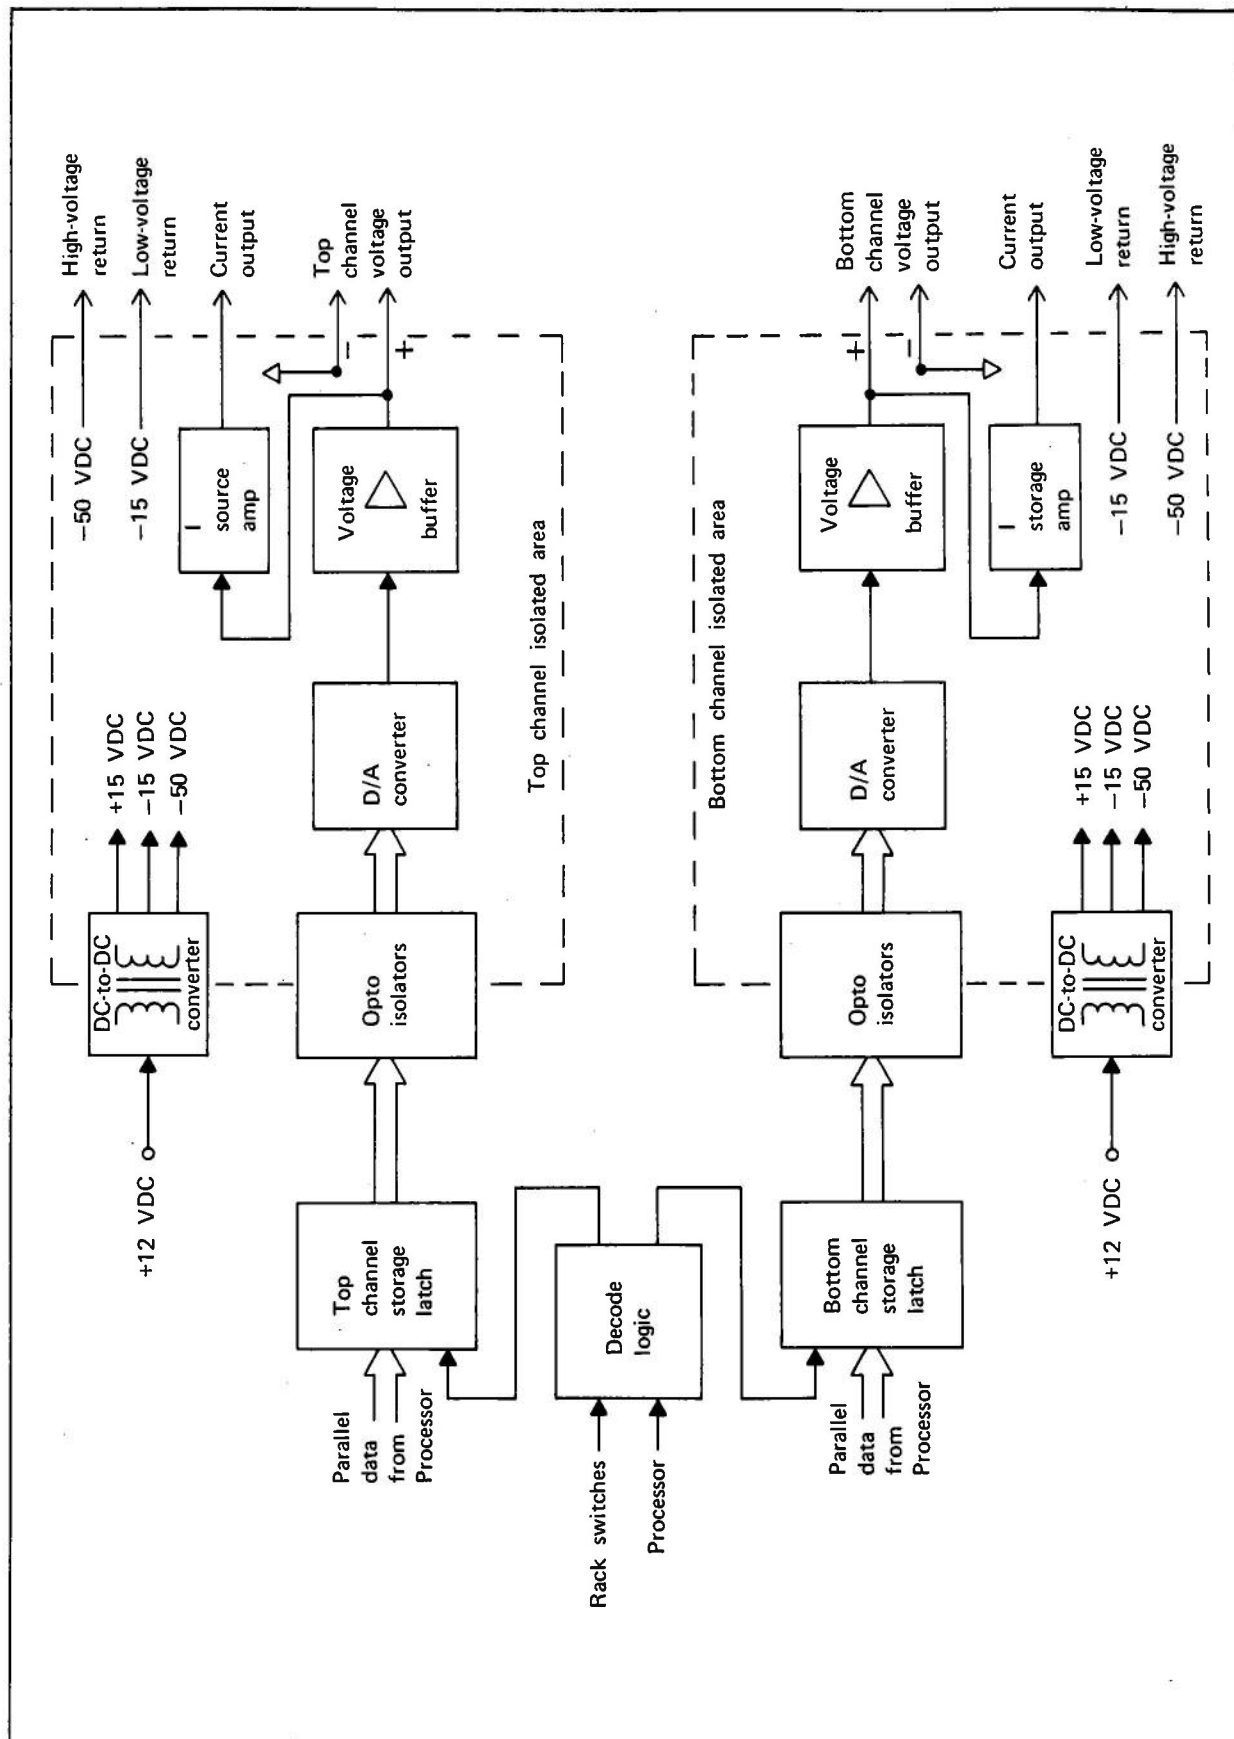 +12 VDC
DC-to-DC
converter
+15 VDC
−15 VDC
−50 VDC
−50 VDC
High-voltage
return
−15 VDC
Low-voltage
return
I
source
amp
Current
output
Parallel
data
from
Processor
Top
channel
storage
latch
Opto
isolators
D/A
converter
Voltage
buffer
−
+
Top
channel
voltage
output
Top channel isolated area
Rack switches
Processor
Decode
logic
Bottom channel isolated area
Parallel
data
from
Processor
Bottom
channel
storage
latch
Opto
isolators
D/A
converter
Voltage
buffer
+
−
Bottom
channel
voltage
output
I
storage
amp
Current
output
+12 VDC
DC-to-DC
converter
+15 VDC
−15 VDC
−50 VDC
−15 VDC
Low-voltage
return
−50 VDC
High-voltage
return